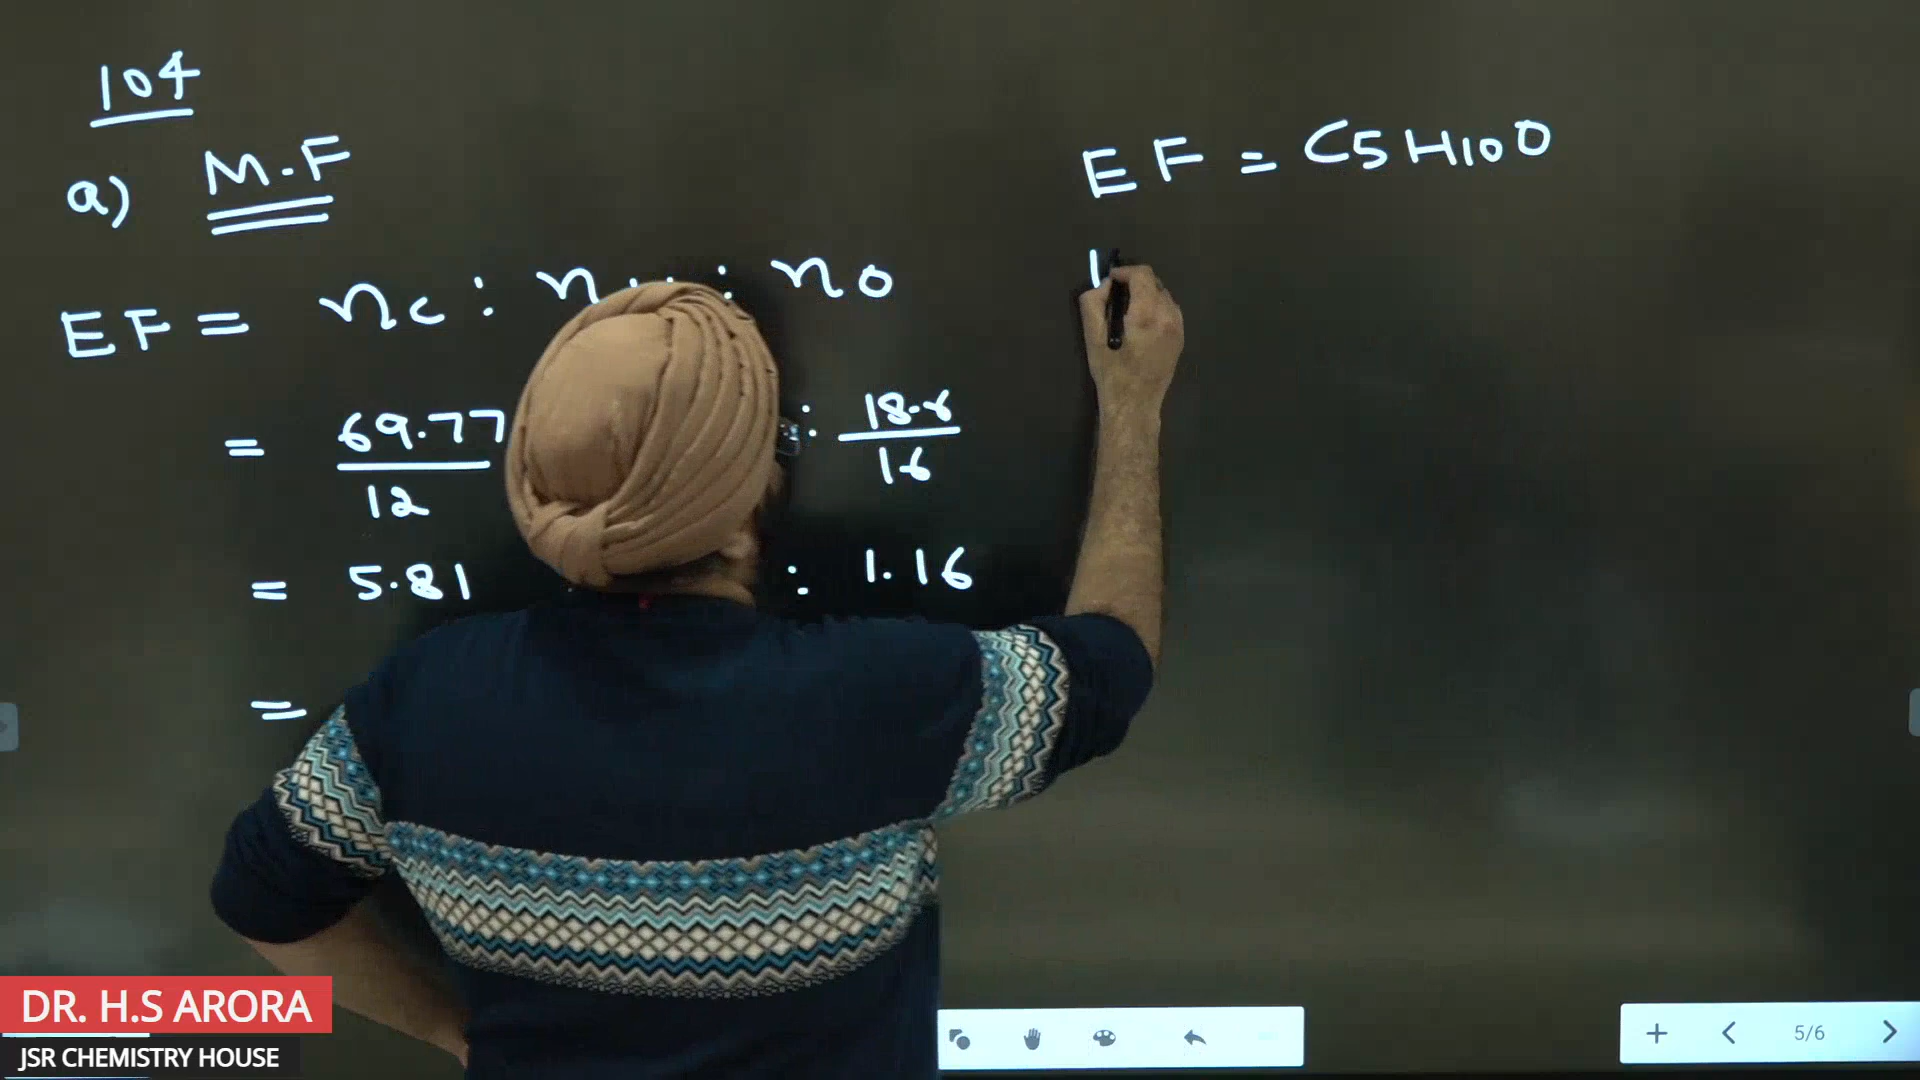 104
a) M.F
EF = nc : n : no
= 69.77/12 : 18.6/16
= 5.81 : 1.16
=
EF = C5H10O
DR. H.S ARORA
JSR CHEMISTRY HOUSE
5/6